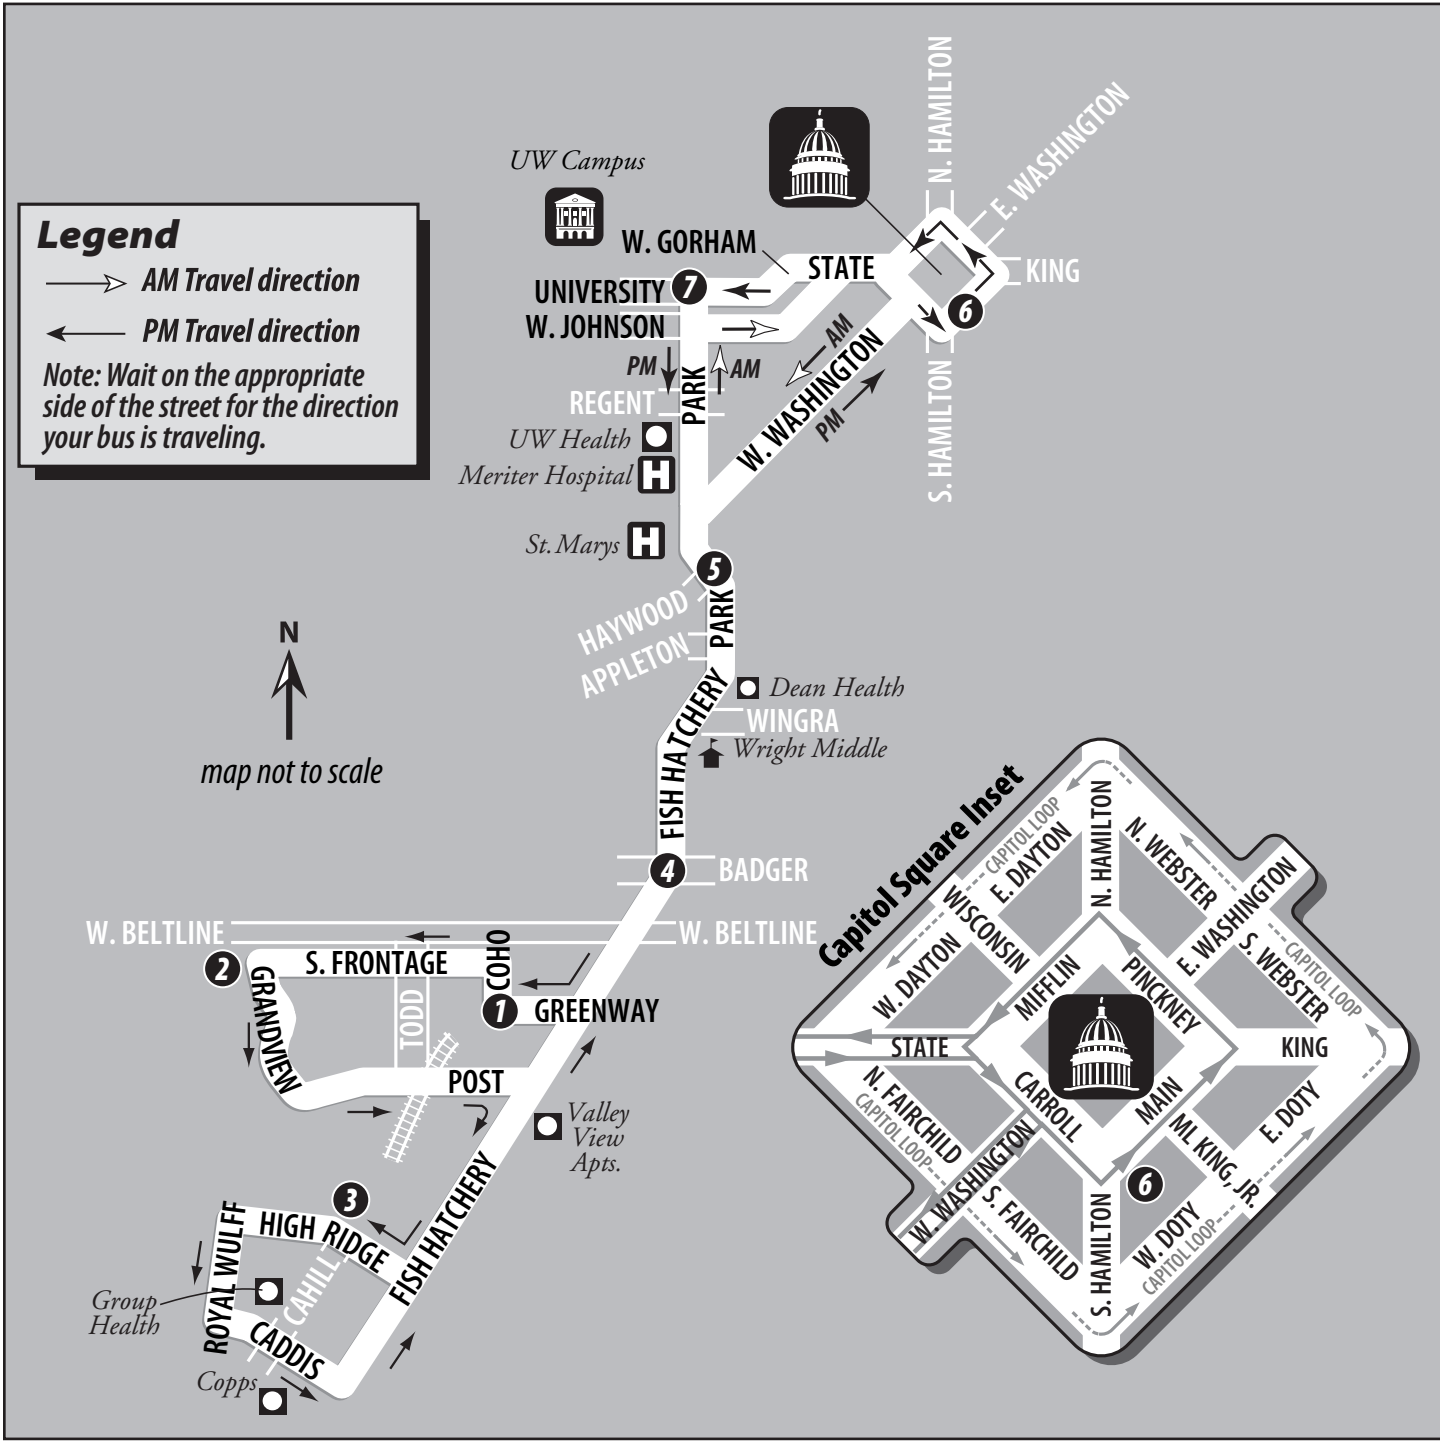 N. HAMILTON
E. WASHINGTON
UW Campus
Legend
AM Travel direction
PM Travel direction
Note: Wait on the appropriate
side of the street for the direction
your bus is traveling.
W. GORHAM
STATE
KING
UNIVERSITY
7
6
W. JOHNSON
PM
AM
AM
PM
W. WASHINGTON
PARK
REGENT
S. HAMILTON
UW Health
Meriter Hospital
H
St. Marys
H
5
HAYWOOD
PARK
APPLETON
N
map not to scale
Dean Health
FISH HATCHERY
WINGRA
Wright Middle
4
BADGER
W. BELTLINE
W. BELTLINE
2
S. FRONTAGE
COHO
GRANDVIEW
TODD
1
GREENWAY
POST
Valley
View
Apts.
FISH HATCHERY
3
HIGH RIDGE
ROYAL WULFF
CAHILL
Group
Health
CADDIS
Copps
Capitol Square Inset
CAPITOL LOOP
E. DAYTON
N. HAMILTON
N. WEBSTER
E. WASHINGTON
WISCONSIN
W. DAYTON
S. WEBSTER
CAPITOL LOOP
MIFFLIN
PINCKNEY
STATE
KING
CARROLL
MAIN
N. FAIRCHILD
CAPITOL LOOP
E. DOTY
ML KING, JR.
W. WASHINGTON
6
S. FAIRCHILD
S. HAMILTON
W. DOTY
CAPITOL LOOP